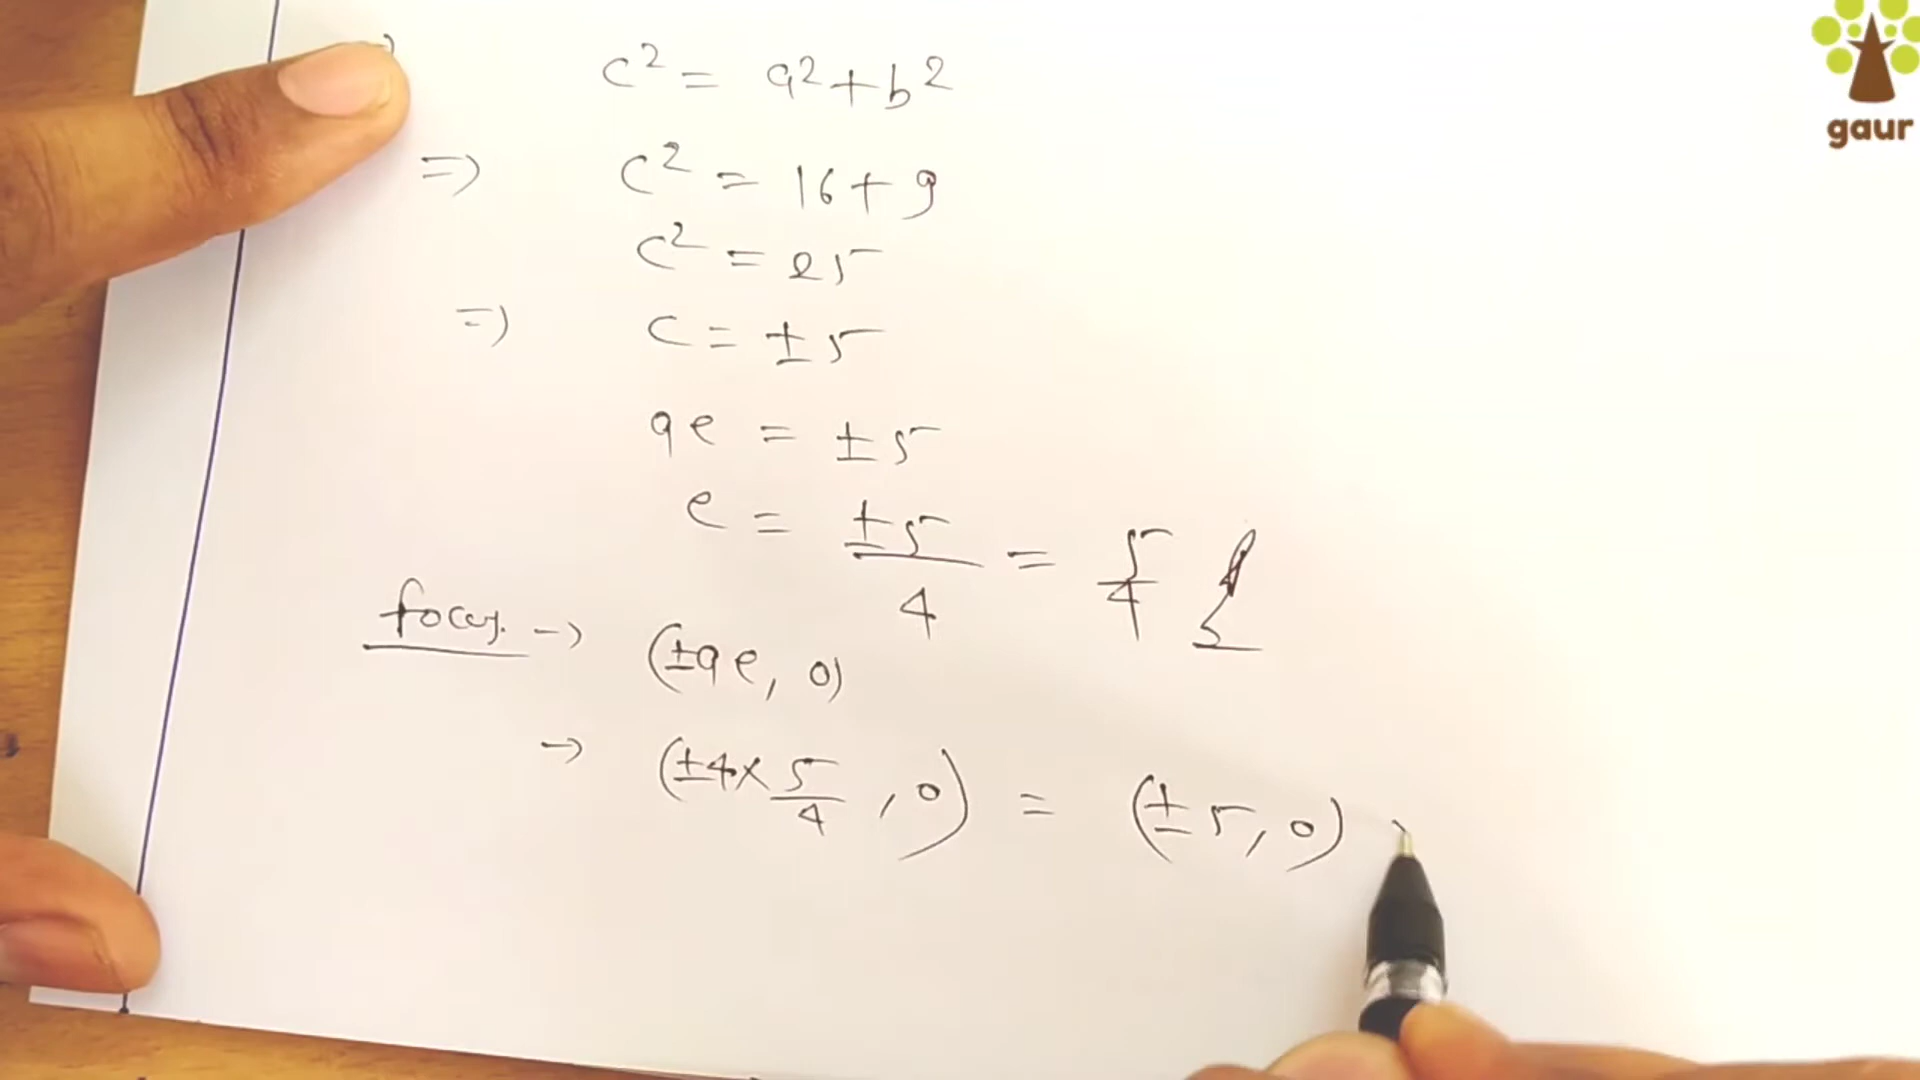 c² = a² + b²
=> c² = 16 + 9
c² = 25
=> c = ±5
ae = ±5
e = ±5/4 = 5/4
focus. -> (±ae, 0)
-> (±4 × 5/4, 0) = (±5, 0)
gaur